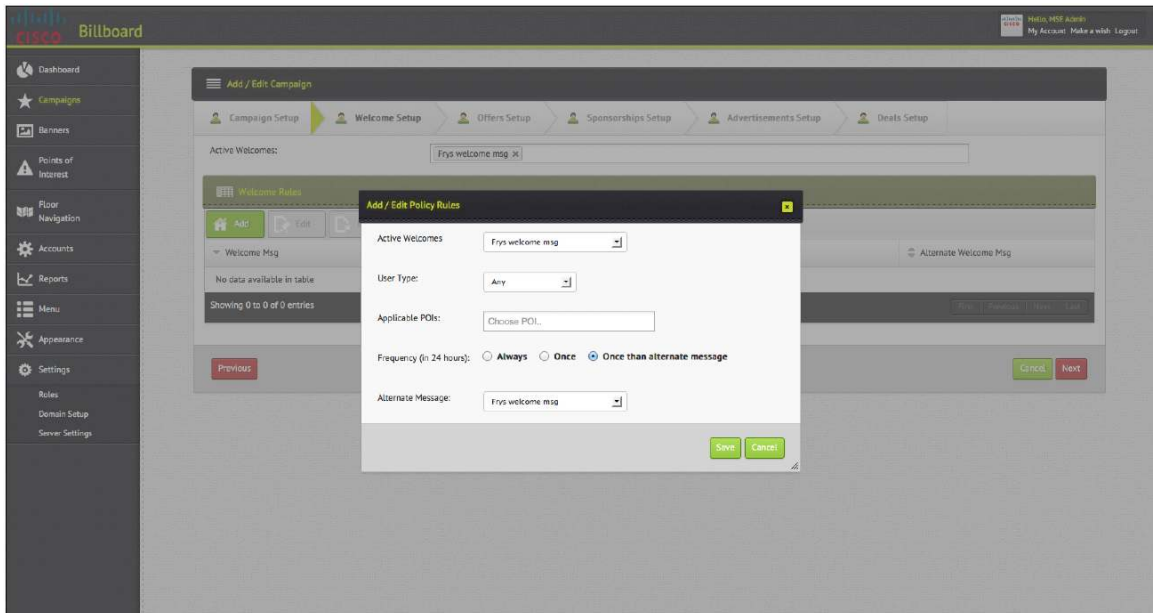 CISCO Billboard
Hello, MSE Admin
My Account Make a wish Logout
Dashboard
Campaigns
Banners
Points of
Interest
Floor
Navigation
Accounts
Reports
Menu
Appearance
Settings
Roles
Domain Setup
Server Settings
Add / Edit Campaign
Campaign Setup
Welcome Setup
Offers Setup
Sponsorships Setup
Advertisements Setup
Deals Setup
Active Welcomes:
Frys welcome msg ×
Welcome Rules
Add
Edit
Welcome Msg
Alternate Welcome Msg
No data available in table
Showing 0 to 0 of 0 entries
First Previous Next Last
Previous
Cancel
Next
Add / Edit Policy Rules
x
Active Welcomes
Frys welcome msg
User Type:
Any
Applicable POIs:
Choose POI..
Frequency (in 24 hours):
Always
Once
Once than alternate message
Alternate Message:
Frys welcome msg
Save
Cancel